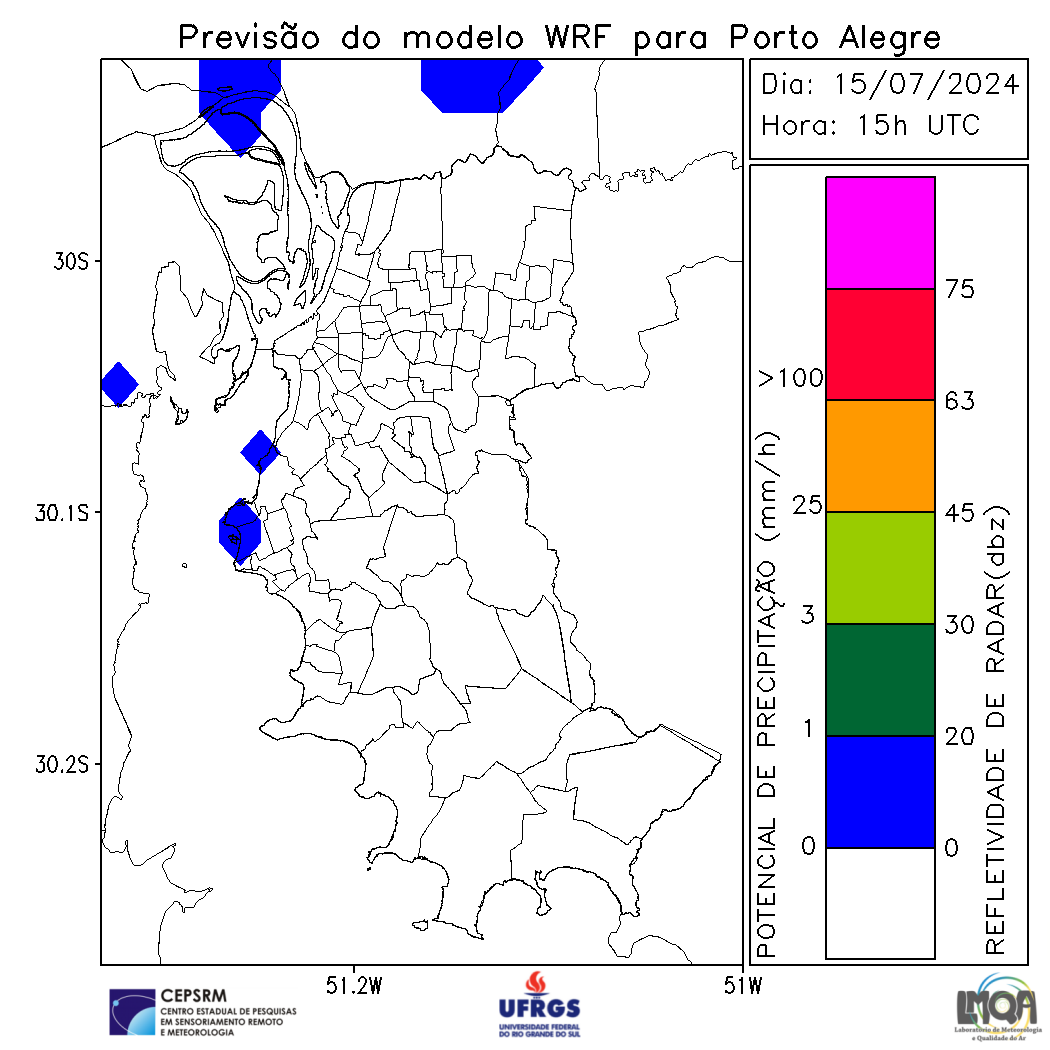 Previsão do modelo WRF para Porto Alegre
Dia: 15/07/2024
Hora: 15h UTC
30S
30.1S
30.2S
51.2W
51W
POTENCIAL DE PRECIPITAÇÃO (mm/h)
>100
25
3
1
0
75
63
45
30
20
0
REFLETIVIDADE DE RADAR(dbz)
CEPSRM
CENTRO ESTADUAL DE PESQUISAS
EM SENSORIAMENTO REMOTO
E METEOROLOGIA
UFRGS
UNIVERSIDADE FEDERAL
DO RIO GRANDE DO SUL
LMQA
Laboratório de Meteorologia
e Qualidade do Ar